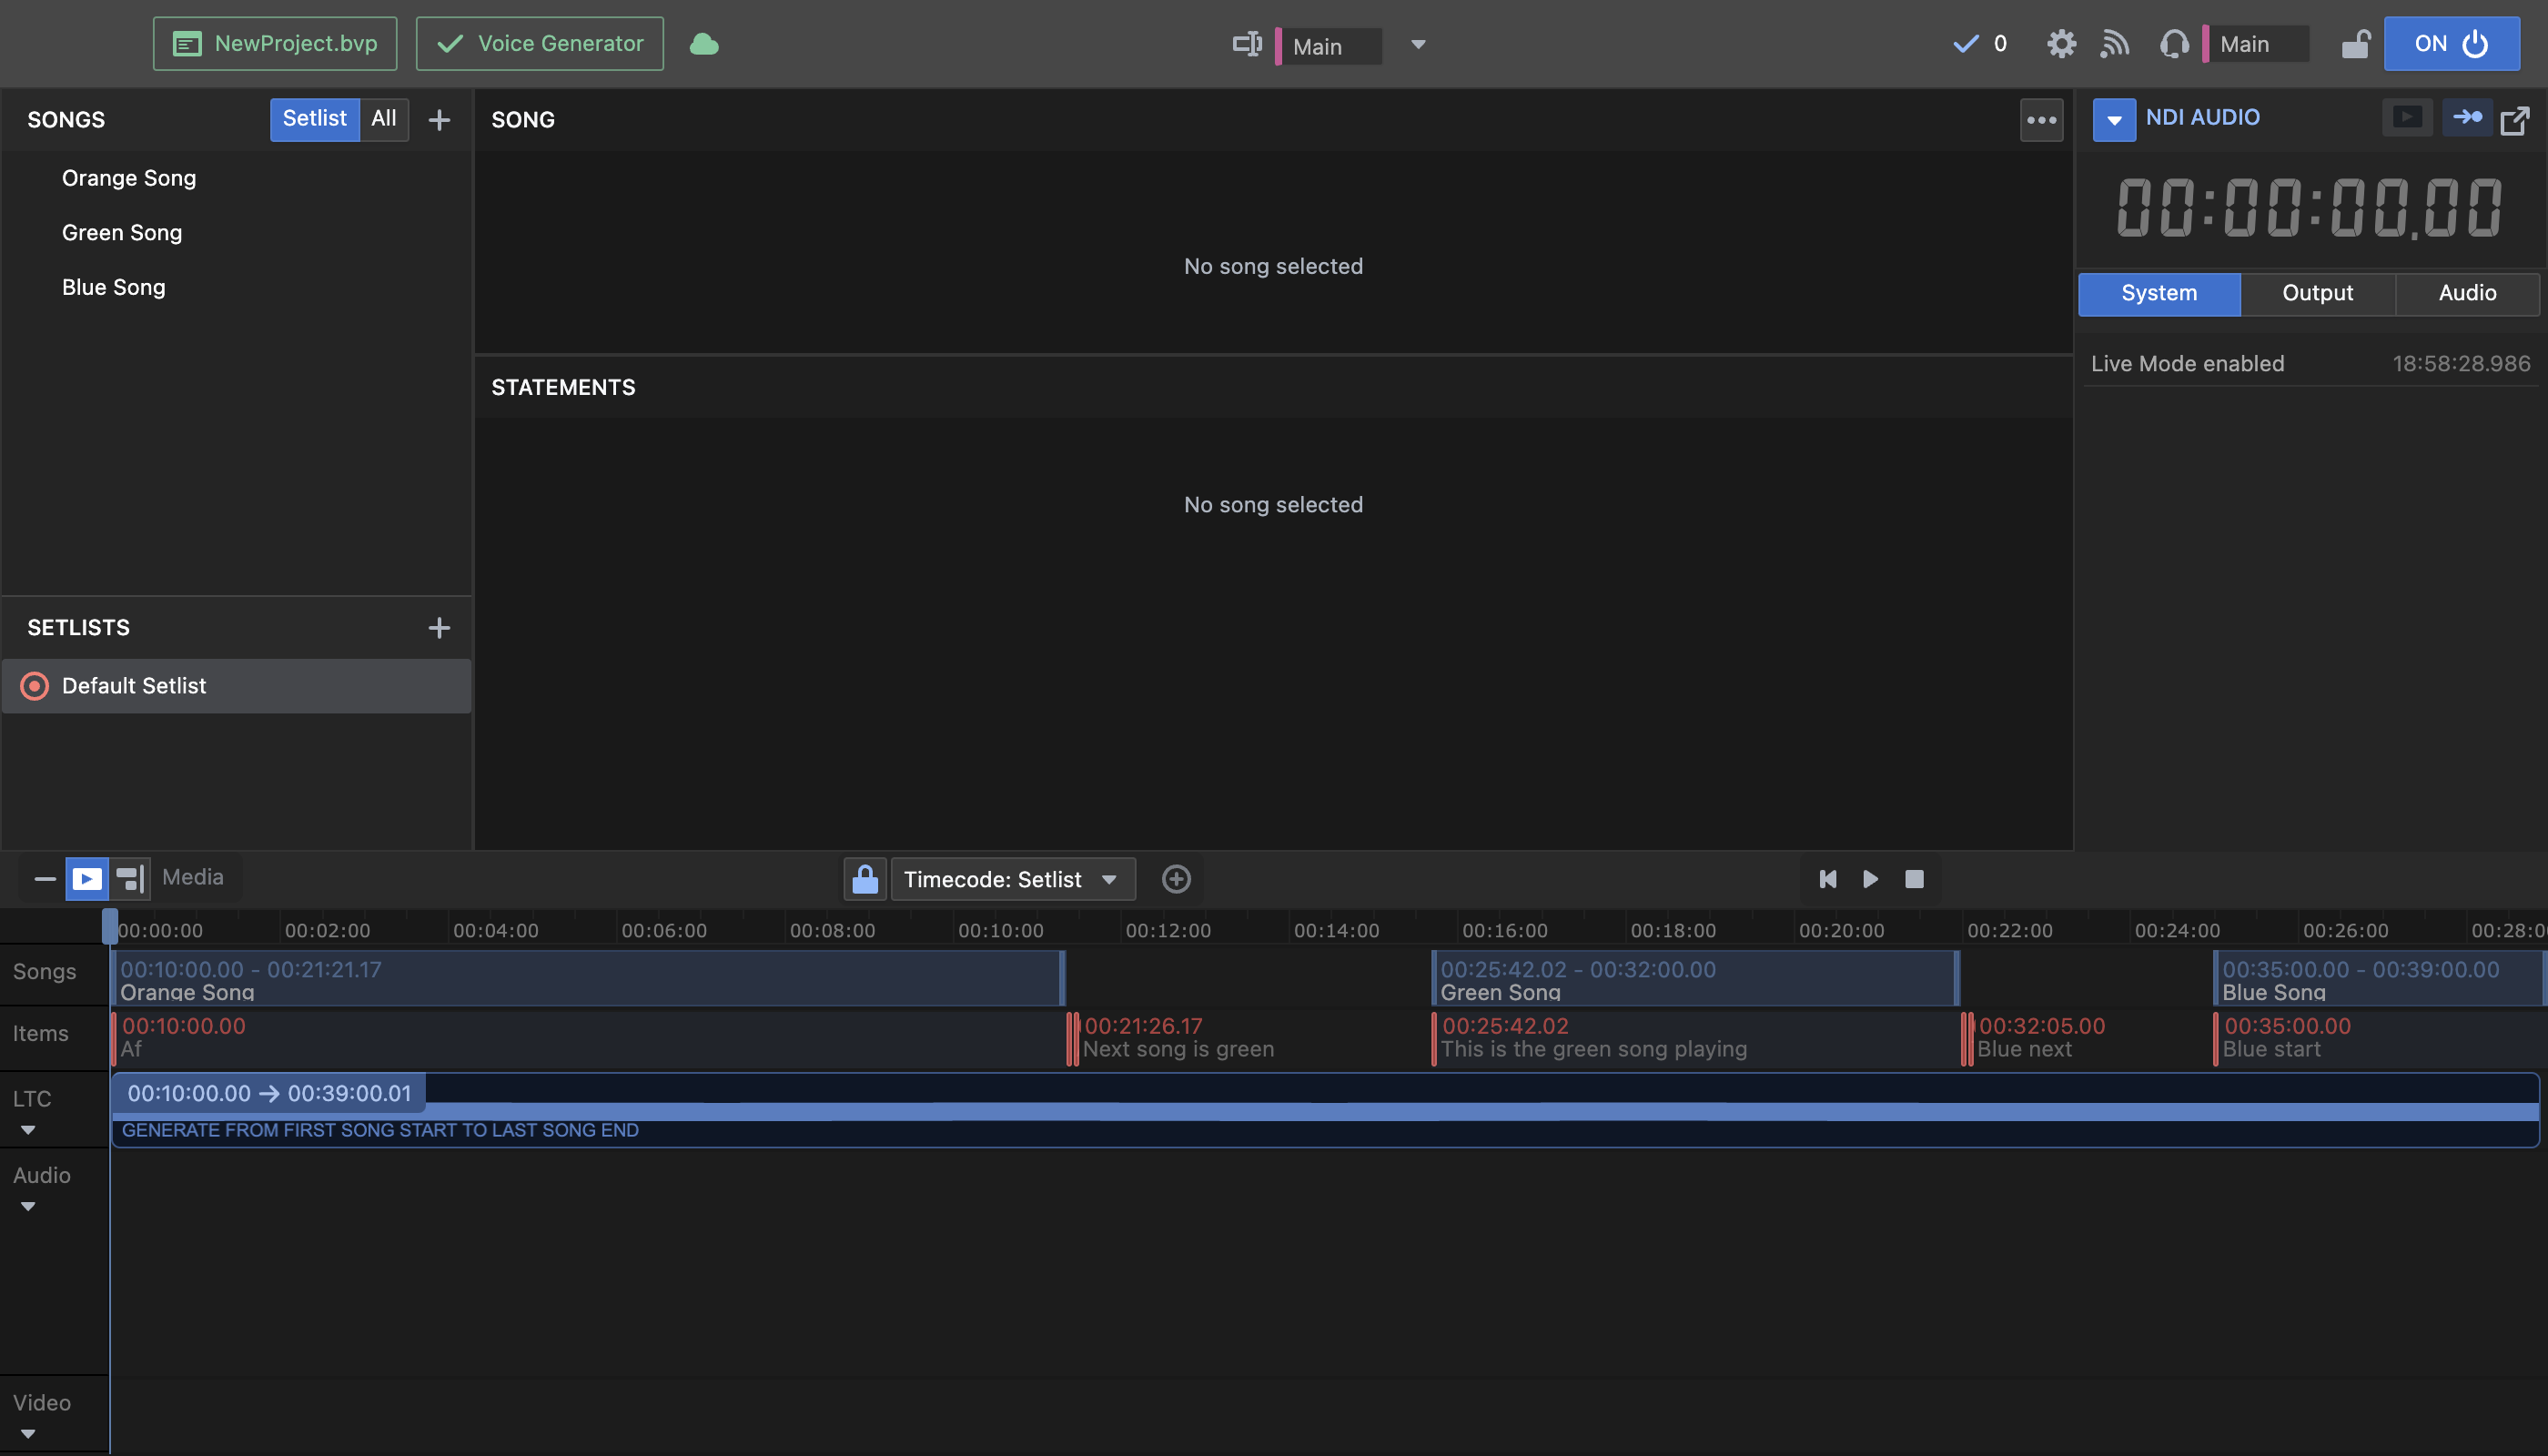 NewProject.bvp
Voice Generator
Main
0
Main
ON
SONGS
Setlist
All
Orange Song
Green Song
Blue Song
SETLISTS
Default Setlist
SONG
No song selected
STATEMENTS
No song selected
NDI AUDIO
00:00:00.00
System
Output
Audio
Live Mode enabled
18:58:28.986
Media
Timecode: Setlist
00:00:00
00:02:00
00:04:00
00:06:00
00:08:00
00:10:00
00:12:00
00:14:00
00:16:00
00:18:00
00:20:00
00:22:00
00:24:00
00:26:00
00:28:0
Songs
00:10:00.00 - 00:21:21.17
Orange Song
00:25:42.02 - 00:32:00.00
Green Song
00:35:00.00 - 00:39:00.00
Blue Song
Items
00:10:00.00
Af
00:21:26.17
Next song is green
00:25:42.02
This is the green song playing
00:32:05.00
Blue next
00:35:00.00
Blue start
LTC
00:10:00.00 → 00:39:00.01
GENERATE FROM FIRST SONG START TO LAST SONG END
Audio
Video